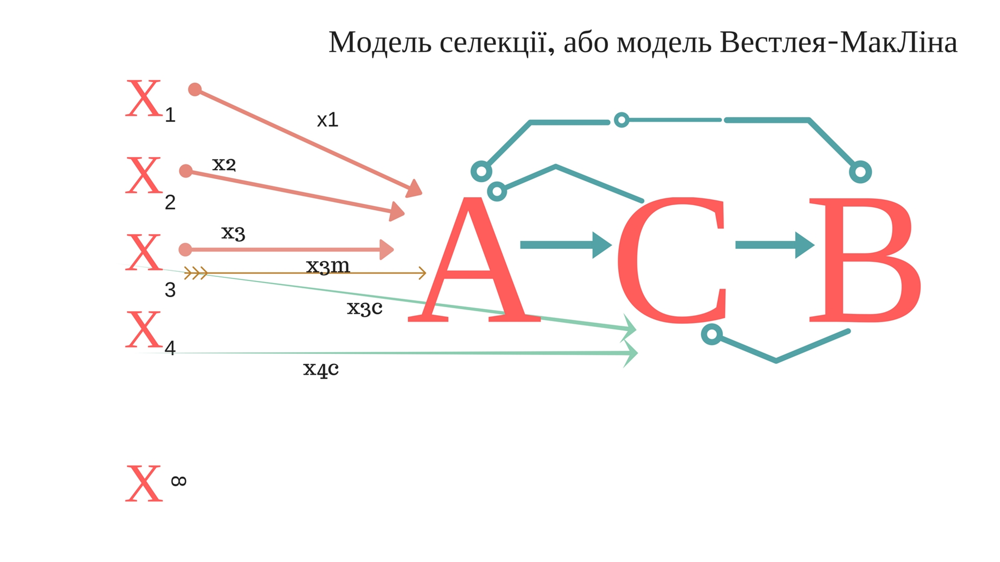 Модель селекції, або модель Вестлея-МакЛіна
X1
x1
X2
x2
X3
x3
x3m
x3c
A C B
X4
x4c
X∞